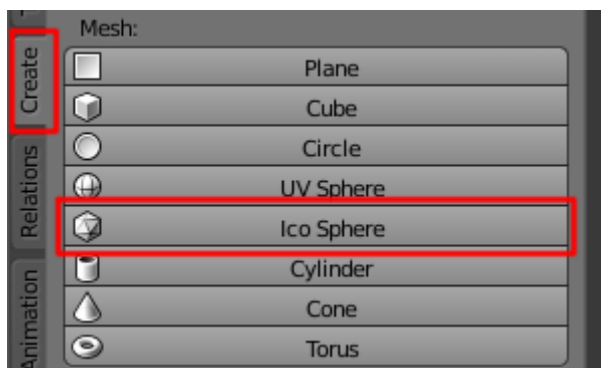 Mesh:
Create
Plane
Cube
Circle
UV Sphere
Relations
Ico Sphere
Cylinder
Animation
Cone
Torus